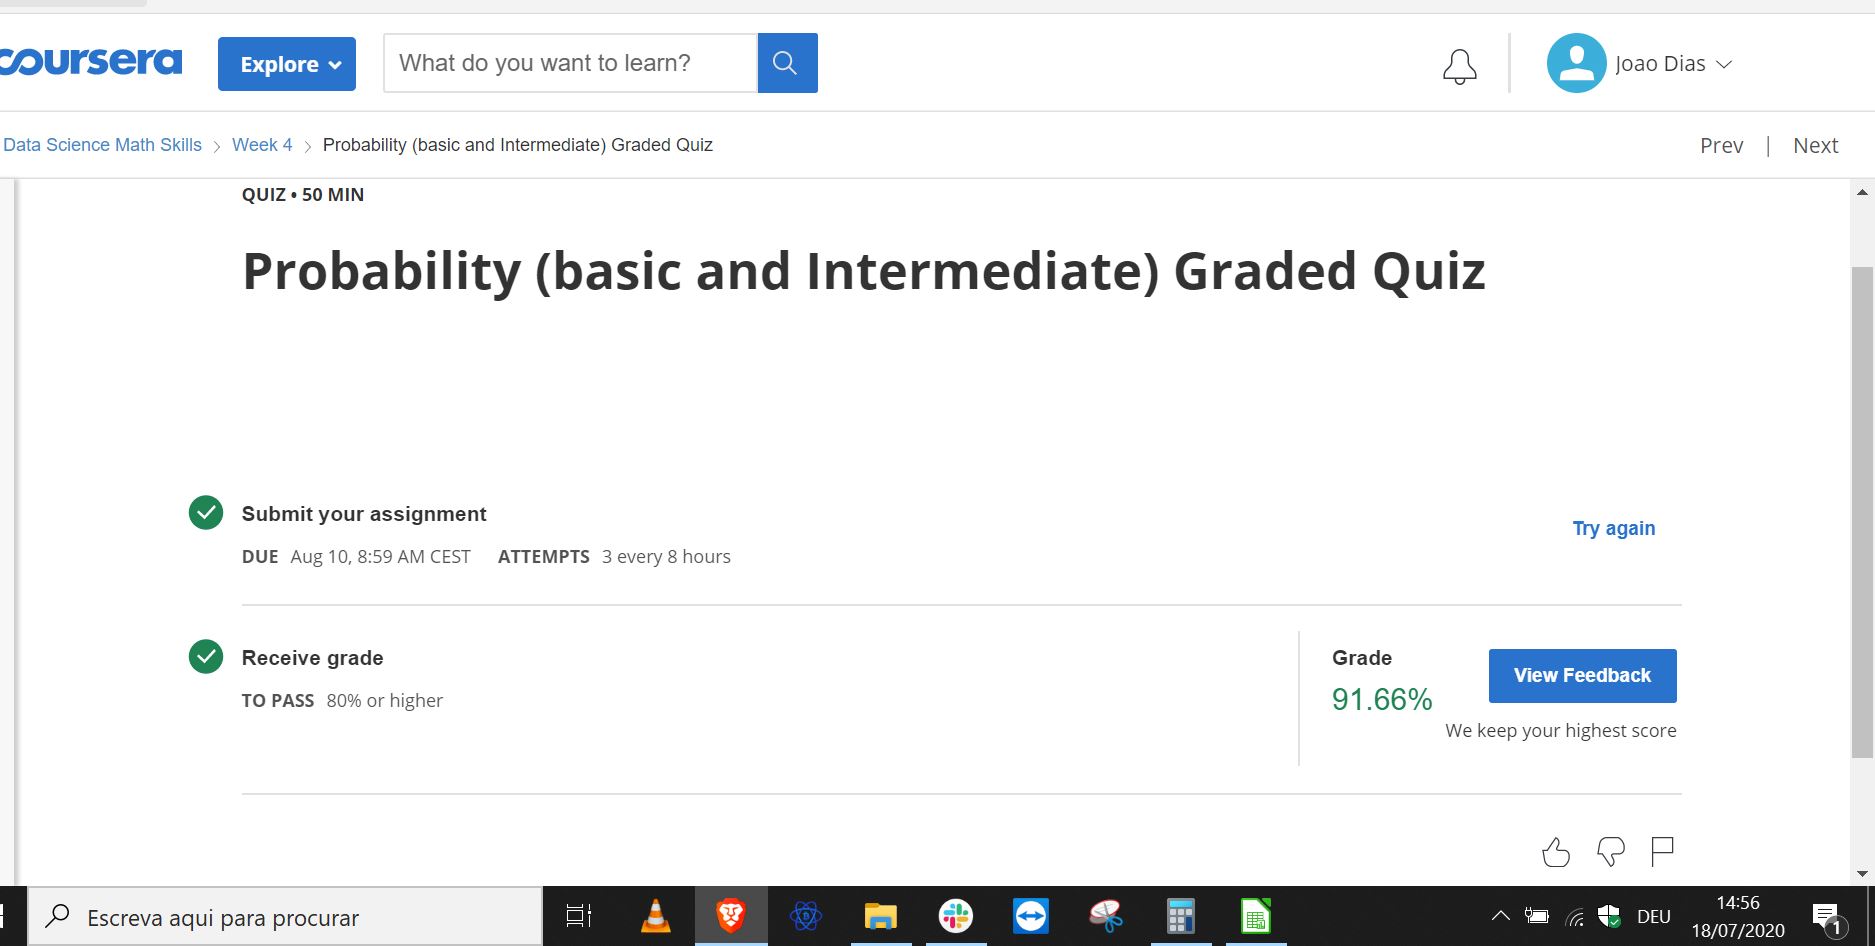 coursera
Explore
What do you want to learn?
Joao Dias
Data Science Math Skills > Week 4 > Probability (basic and Intermediate) Graded Quiz
Prev | Next
QUIZ • 50 MIN
Probability (basic and Intermediate) Graded Quiz
Submit your assignment
Try again
DUE Aug 10, 8:59 AM CEST ATTEMPTS 3 every 8 hours
Receive grade
TO PASS 80% or higher
Grade
91.66%
View Feedback
We keep your highest score
Escreva aqui para procurar
DEU
14:56
18/07/2020
1